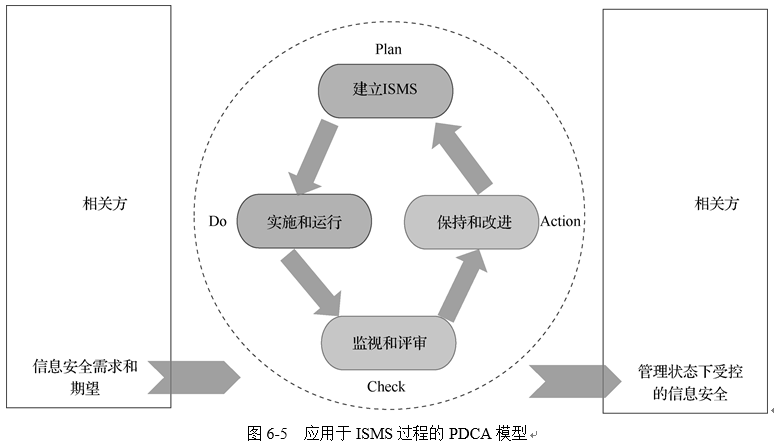 Plan
建立ISMS
相关方
相关方
Do
实施和运行
保持和改进
Action
监视和评审
信息安全需求和
期望
管理状态下受控
的信息安全
Check
图 6-5 应用于 ISMS 过程的 PDCA 模型